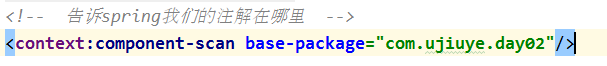 <!--  告诉spring我们的注解在哪里  -->
<context:component-scan base-package="com.ujiuye.day02"/>